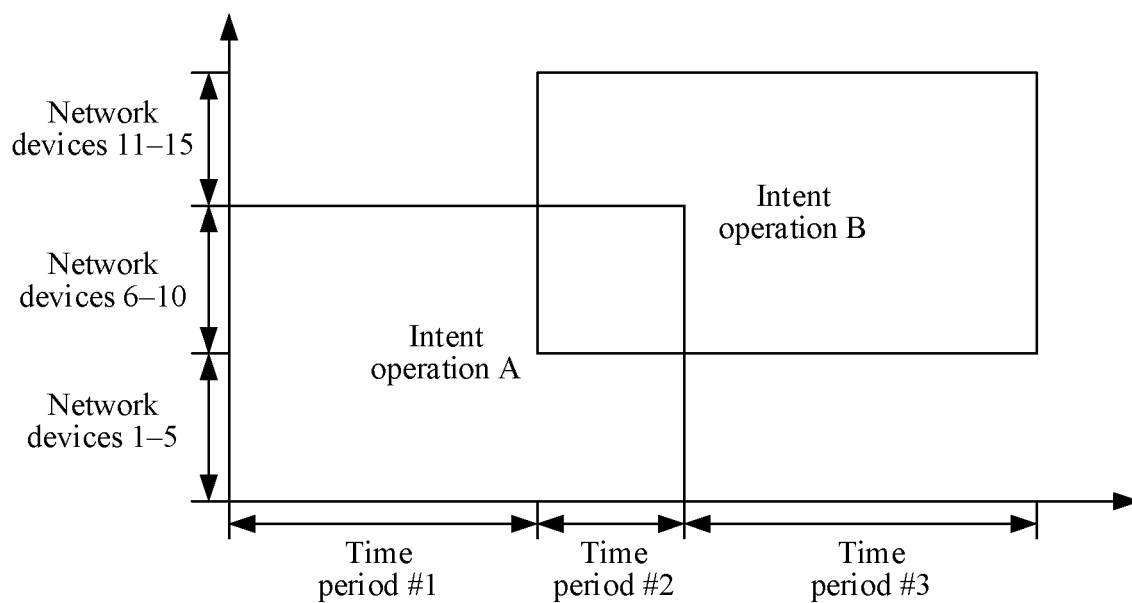 Network
devices 11–15
Intent
operation B
Network
devices 6–10
Intent
operation A
Network
devices 1–5
Time
period #1
Time
period #2
Time
period #3